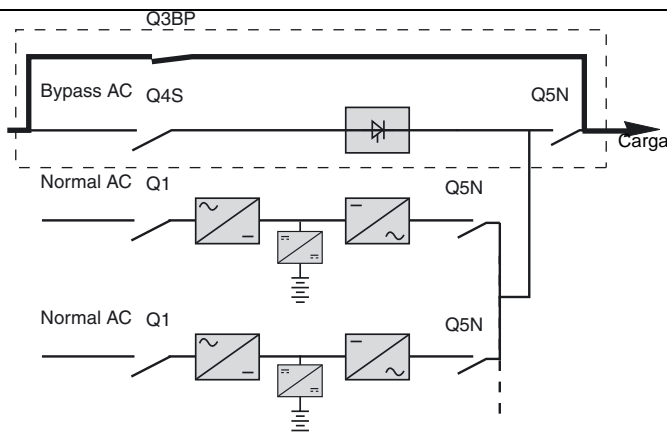 Q3BP
Bypass AC Q4S
Q5N
Carga
Normal AC Q1
Q5N
Normal AC Q1
Q5N